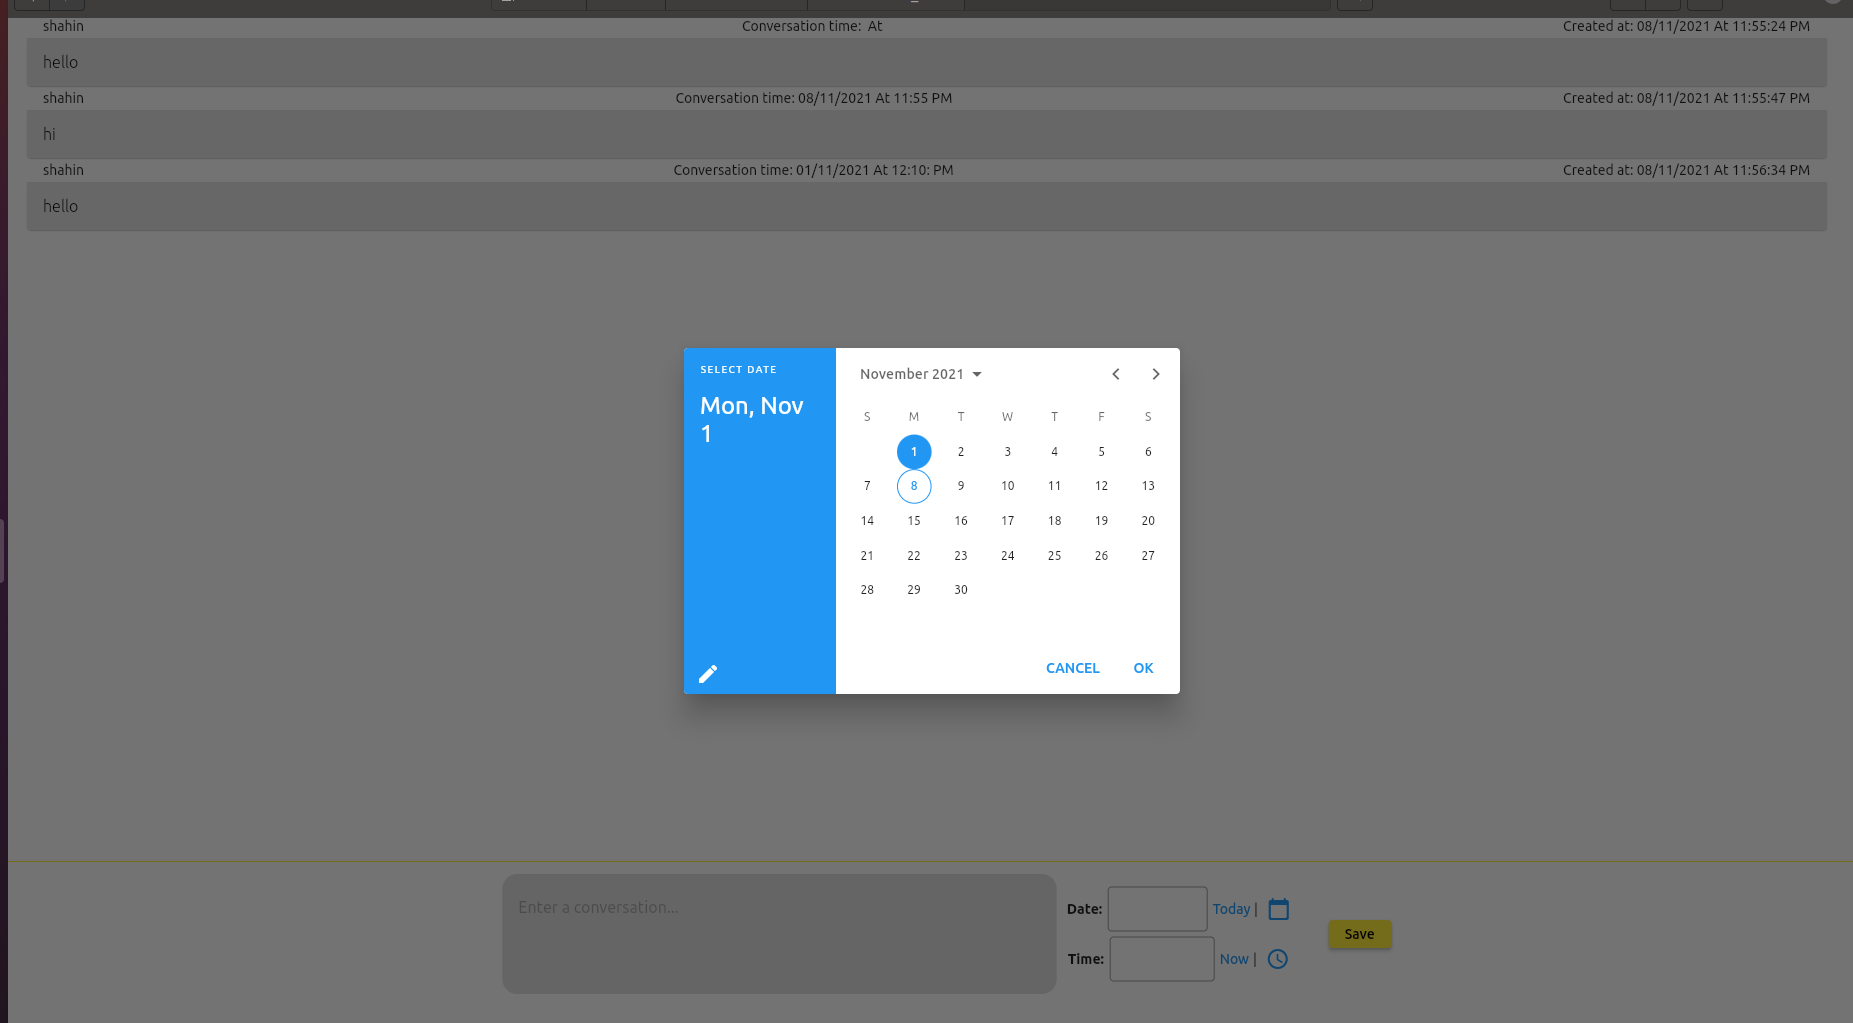 shahin Conversation time:  At Created at: 08/11/2021 At 11:55:24 PM
hello
shahin Conversation time: 08/11/2021 At 11:55 PM Created at: 08/11/2021 At 11:55:47 PM
hi
shahin Conversation time: 01/11/2021 At 12:10: PM Created at: 08/11/2021 At 11:56:34 PM
hello
SELECT DATE
Mon, Nov
1
November 2021
S M T W T F S
1 2 3 4 5 6
7 8 9 10 11 12 13
14 15 16 17 18 19 20
21 22 23 24 25 26 27
28 29 30
CANCEL OK
Enter a conversation...
Date: Today |
Time: Now |
Save